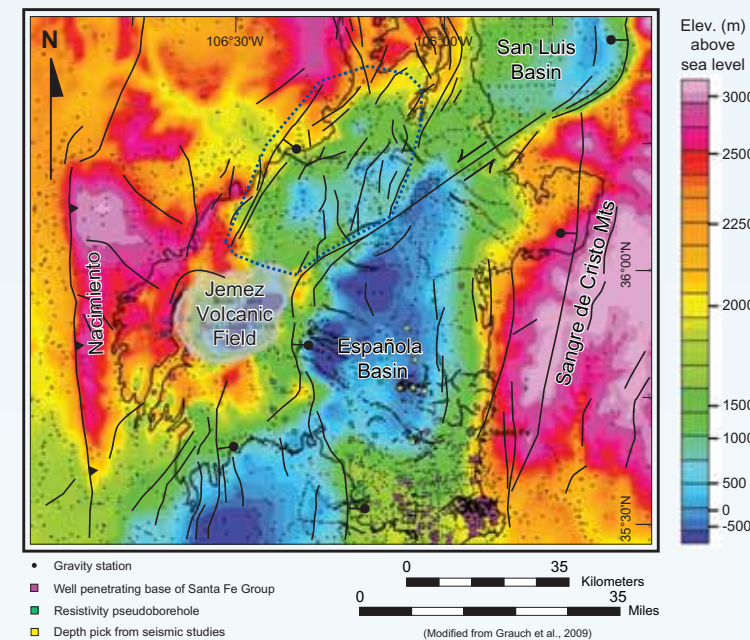 N
106°30'W
106°00'W
San Luis
Basin
Elev. (m)
above
sea level
3000
2500
2250
2000
1500
1000
500
0
-500
Nacimiento
Jemez
Volcanic
Field
Española
Basin
Sangre de Cristo Mts
36°00'N
35°30'N
Gravity station
Well penetrating base of Santa Fe Group
Resistivity pseudoborehole
Depth pick from seismic studies
0 35
Kilometers
0 35
Miles
(Modified from Grauch et al., 2009)